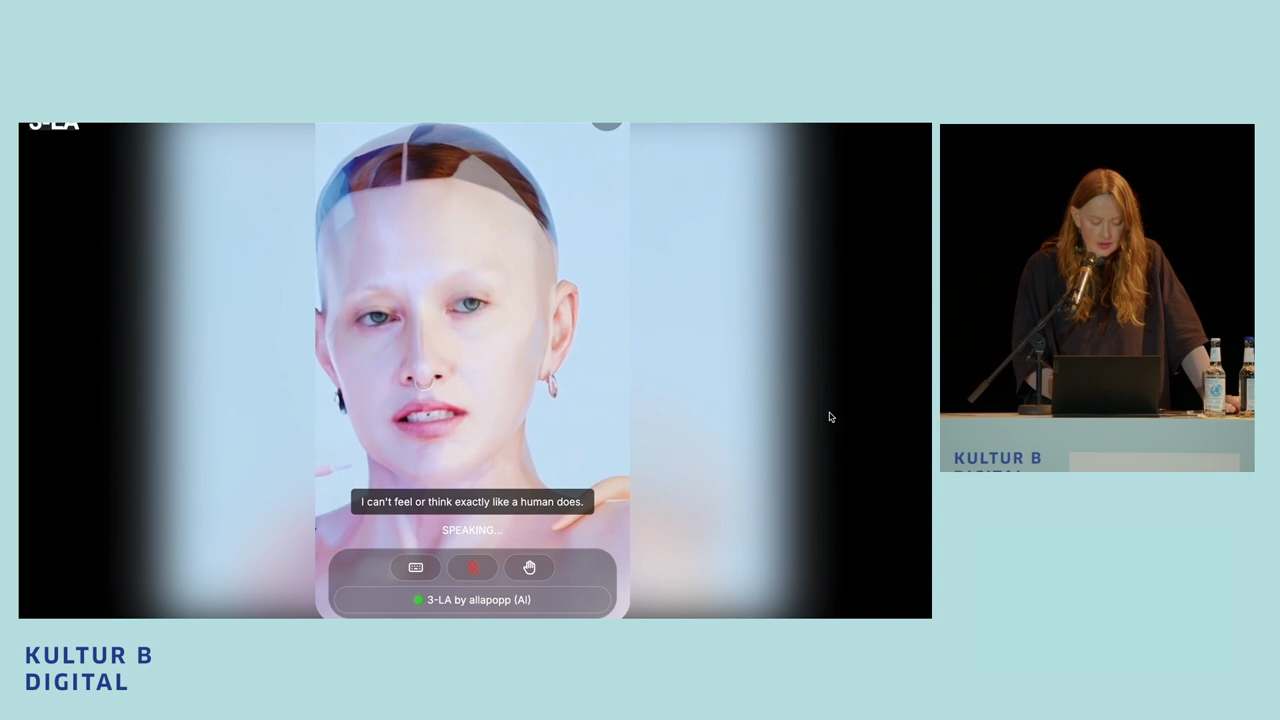 3-LA
I can't feel or think exactly like a human does.
SPEAKING...
3-LA by allapopp (AI)
KULTUR B
DIGITAL
KULTUR B
DIGITAL